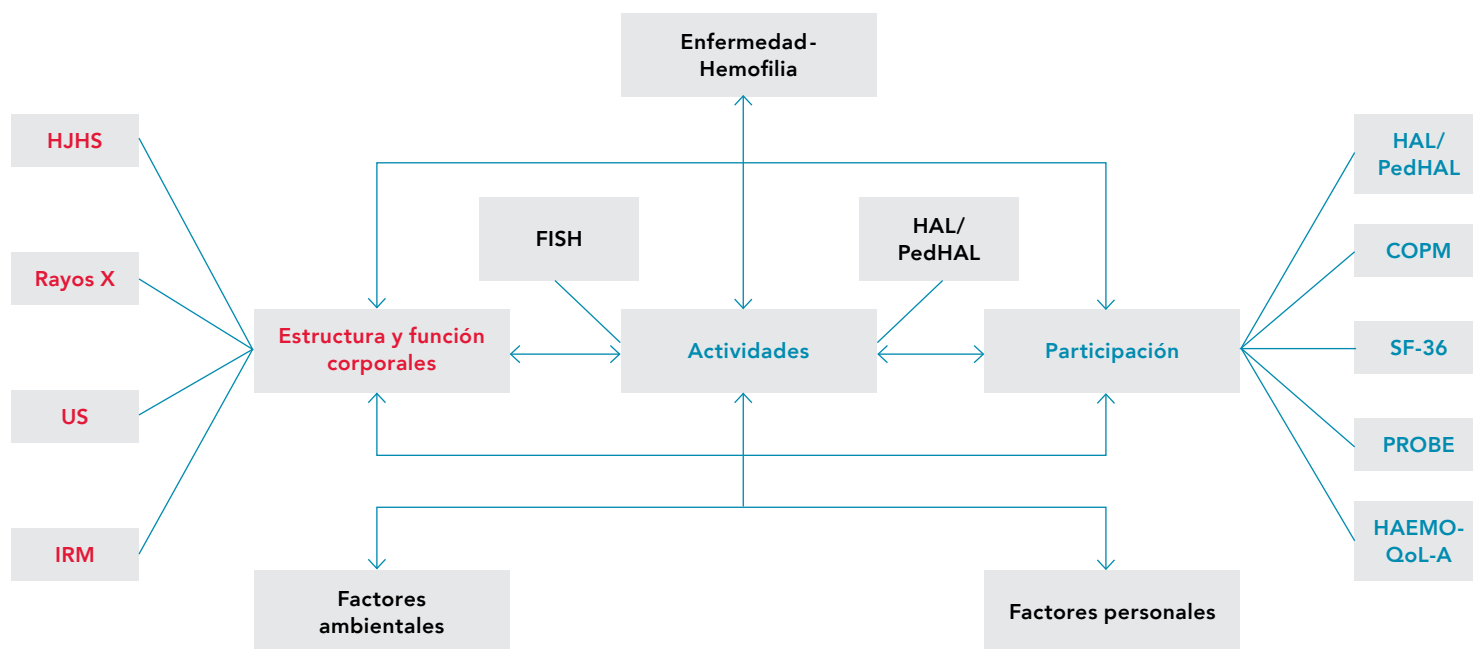 Enfermedad-
Hemofilia
HJHS
HAL/
PedHAL
FISH
HAL/
PedHAL
COPM
Rayos X
Estructura y función
corporales
Actividades
Participación
SF-36
US
PROBE
IRM
HAEMO-
QoL-A
Factores
ambientales
Factores personales